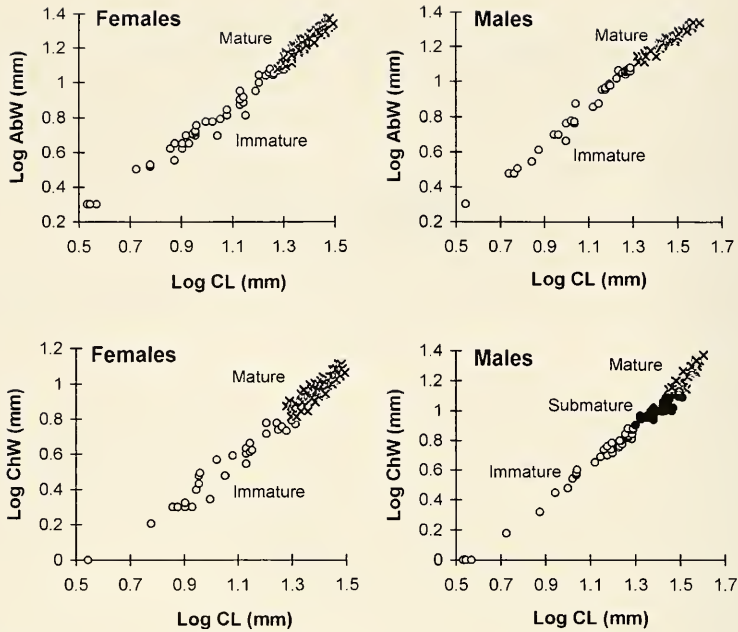 Females
Log AbW (mm)
1.4
1.2
1
0.8
0.6
0.4
0.2
Mature
Immature
0.5 0.7 0.9 1.1 1.3 1.5
Log CL (mm)
Males
Log AbW (mm)
1.4
1.2
1
0.8
0.6
0.4
0.2
Mature
Immature
0.5 0.7 0.9 1.1 1.3 1.5 1.7
Log CL (mm)
Females
Log ChW (mm)
1.2
1
0.8
0.6
0.4
0.2
0
Mature
Immature
0.5 0.7 0.9 1.1 1.3 1.5
Log CL (mm)
Males
Log ChW (mm)
1.4
1.2
1
0.8
0.6
0.4
0.2
0
Mature
Submature
Immature
0.5 0.7 0.9 1.1 1.3 1.5 1.7
Log CL (mm)